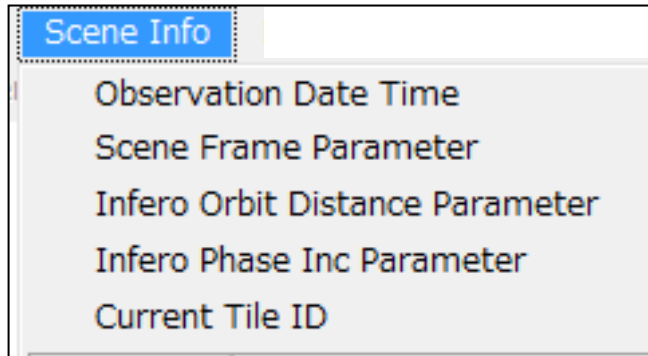 Scene Info
Observation Date Time
Scene Frame Parameter
Infero Orbit Distance Parameter
Infero Phase Inc Parameter
Current Tile ID